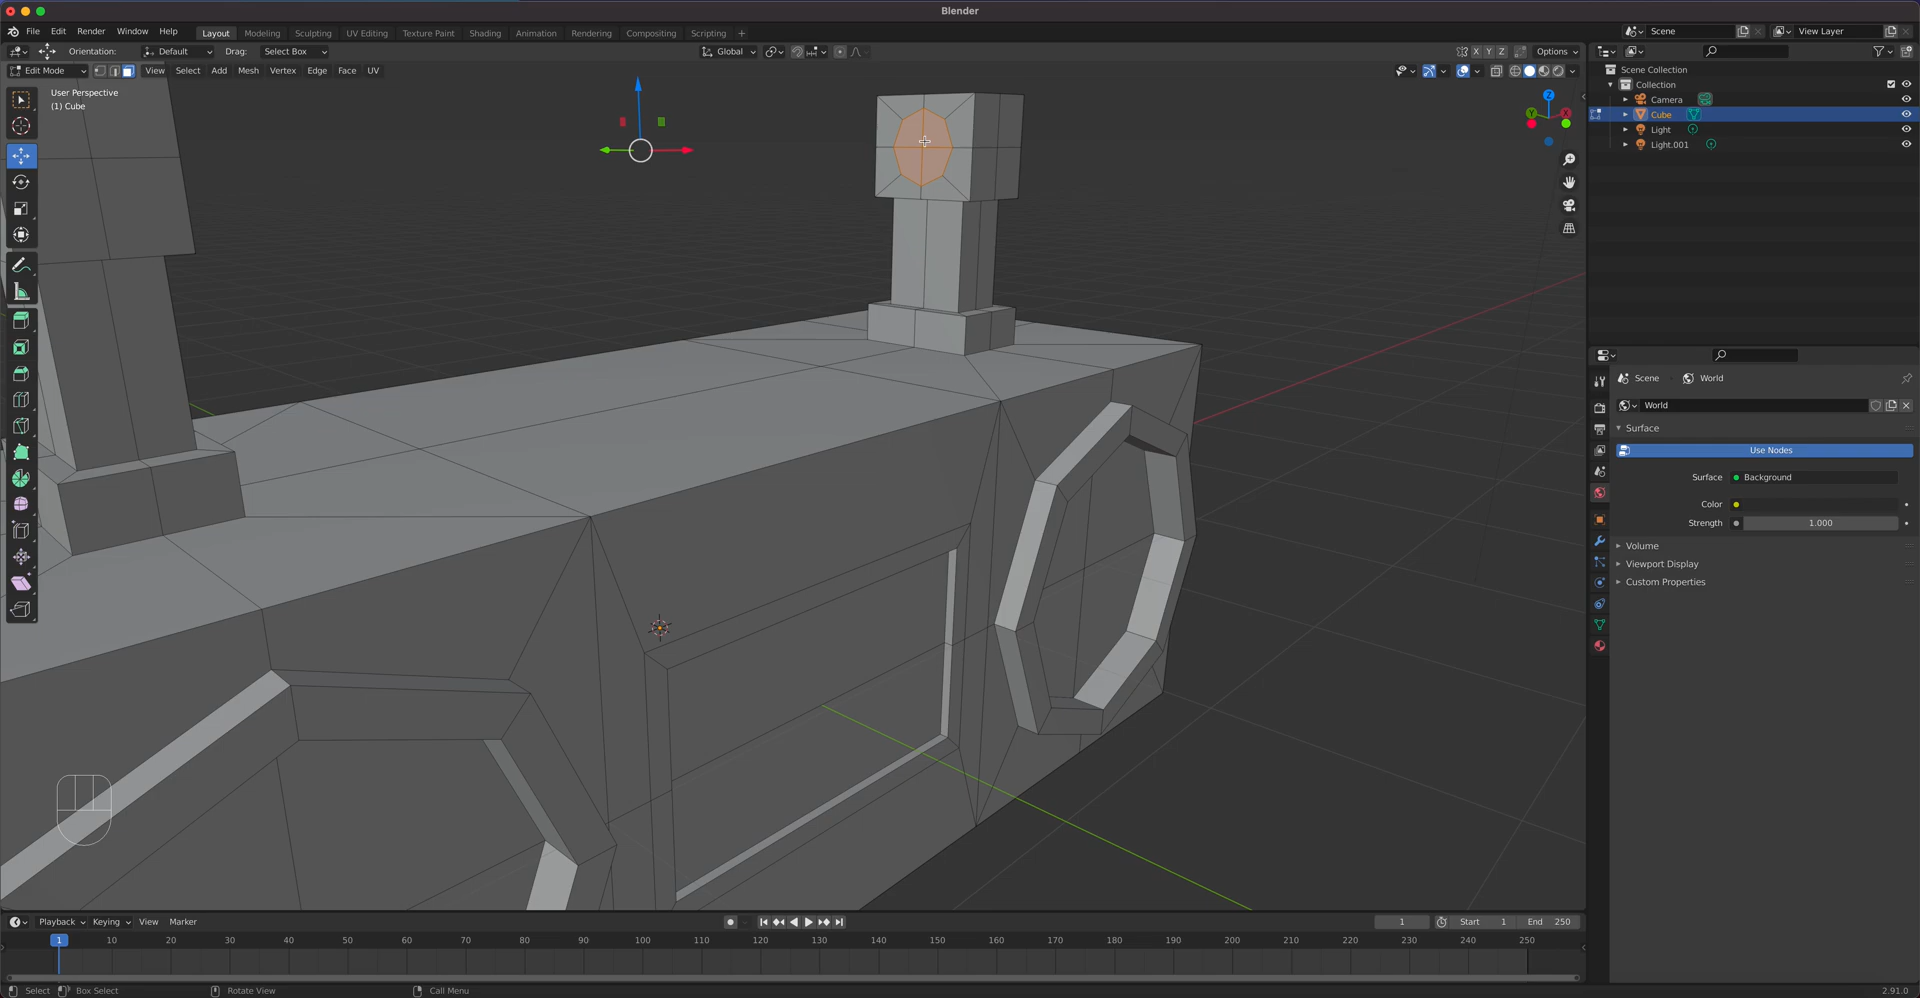 Blender
File Edit Render Window Help
Layout Modeling Sculpting UV Editing Texture Paint Shading Animation Rendering Compositing Scripting +
Scene
View Layer
Orientation: Default Drag: Select Box
Global
X Y Z Options
Edit Mode View Select Add Mesh Vertex Edge Face UV
User Perspective
(1) Cube
Z
Y
X
Scene Collection
Collection
Camera
Cube
Light
Light.001
Scene World
World
Surface
Use Nodes
Surface Background
Color
Strength 1.000
Volume
Viewport Display
Custom Properties
Playback Keying View Marker
1 Start 1 End 250
1 10 20 30 40 50 60 70 80 90 100 110 120 130 140 150 160 170 180 190 200 210 220 230 240 250
Select Box Select Rotate View Call Menu 2.91.0